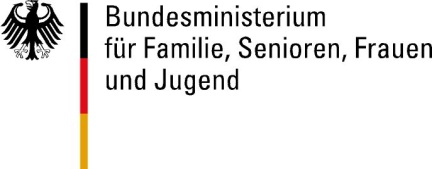 Bundesministerium
für Familie, Senioren, Frauen
und Jugend